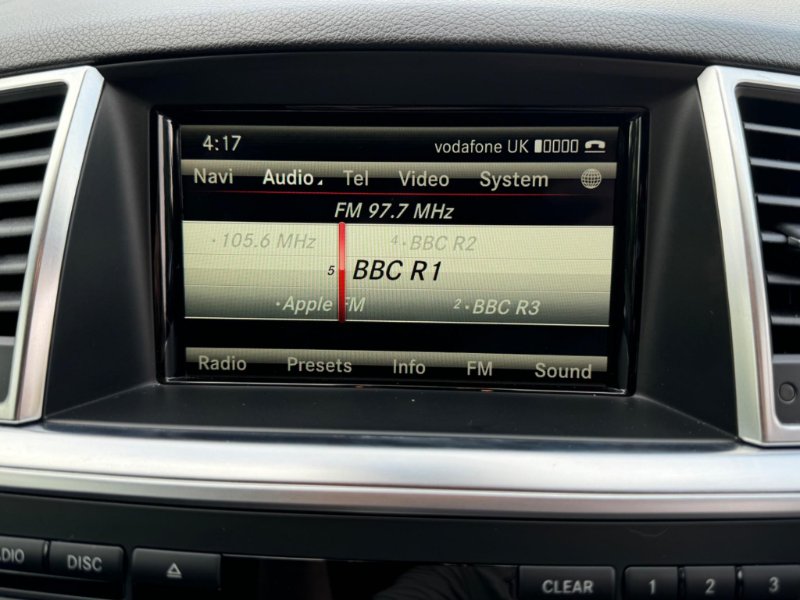 4:17 vodafone UK
Navi Audio Tel Video System
FM 97.7 MHz
· 105.6 MHz 4 · BBC R2
5 BBC R1
· Apple FM 2 · BBC R3
Radio Presets Info FM Sound
DISC CLEAR 1 2 3